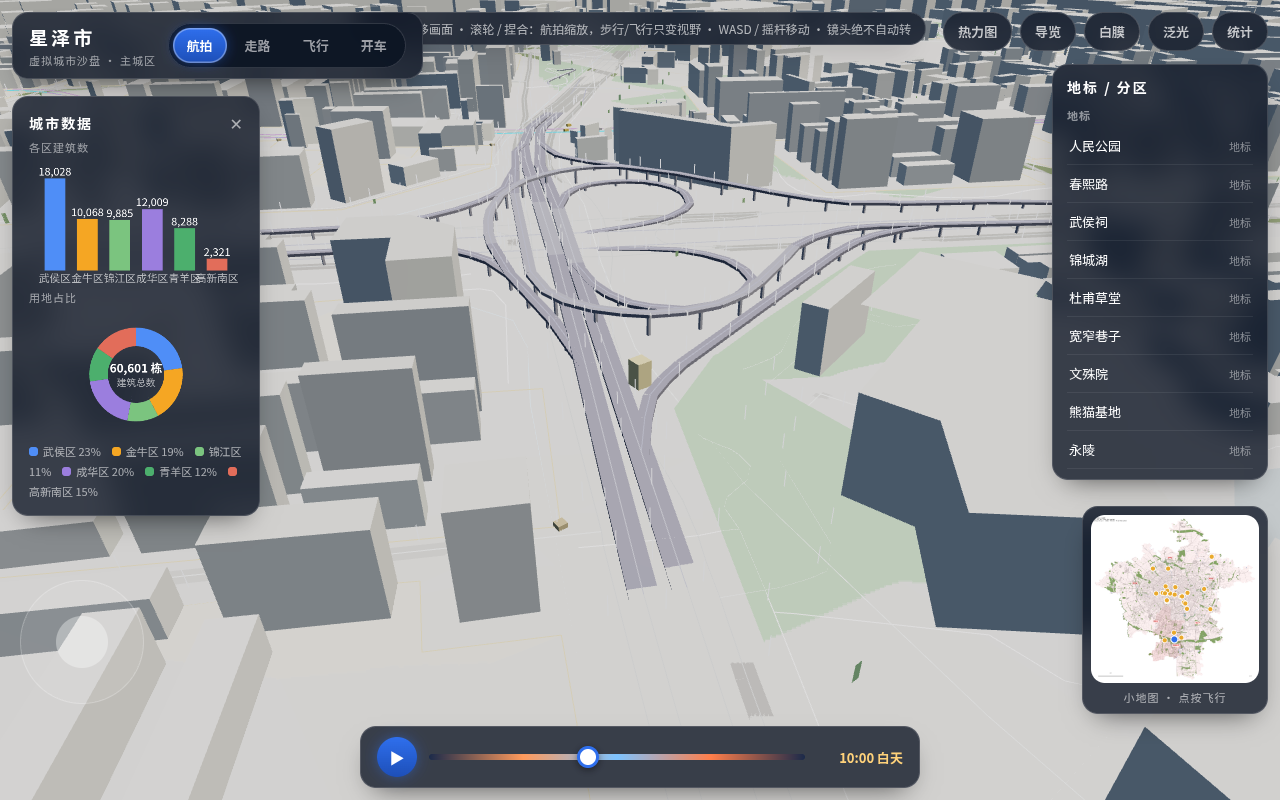 星泽市
虚拟城市沙盘 · 主城区
航拍
走路
飞行
开车
画面 · 滚轮 / 捏合：航拍缩放，步行/飞行只变视野 · WASD / 摇杆移动 · 镜头绝不自动转
热力图
导览
白膜
泛光
统计
城市数据
×
各区建筑数
18,028
10,068
9,885
12,009
8,288
2,321
武侯区
金牛区
锦江区
成华区
青羊区
高新南区
用地占比
60,601 栋
建筑总数
武侯区 23% 金牛区 19% 锦江区
11% 成华区 20% 青羊区 12%
高新南区 15%
地标 / 分区
地标
人民公园 地标
春熙路 地标
武侯祠 地标
锦城湖 地标
杜甫草堂 地标
宽窄巷子 地标
文殊院 地标
熊猫基地 地标
永陵 地标
小地图 · 点按飞行
10:00 白天